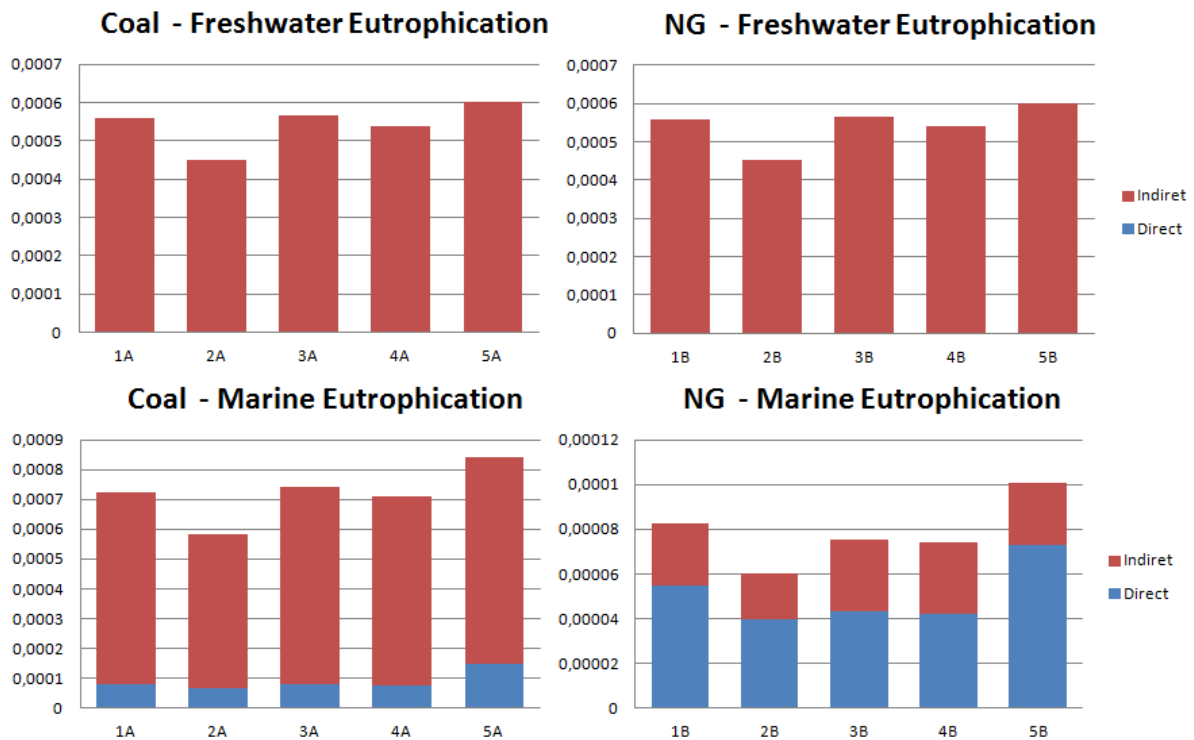 Coal - Freshwater Eutrophication
0,0007
0,0006
0,0005
0,0004
0,0003
0,0002
0,0001
0
1A 2A 3A 4A 5A
NG - Freshwater Eutrophication
0,0007
0,0006
0,0005
0,0004
0,0003
0,0002
0,0001
0
1B 2B 3B 4B 5B
Indiret
Direct
Coal - Marine Eutrophication
0,0009
0,0008
0,0007
0,0006
0,0005
0,0004
0,0003
0,0002
0,0001
0
1A 2A 3A 4A 5A
NG - Marine Eutrophication
0,00012
0,0001
0,00008
0,00006
0,00004
0,00002
0
1B 2B 3B 4B 5B
Indiret
Direct